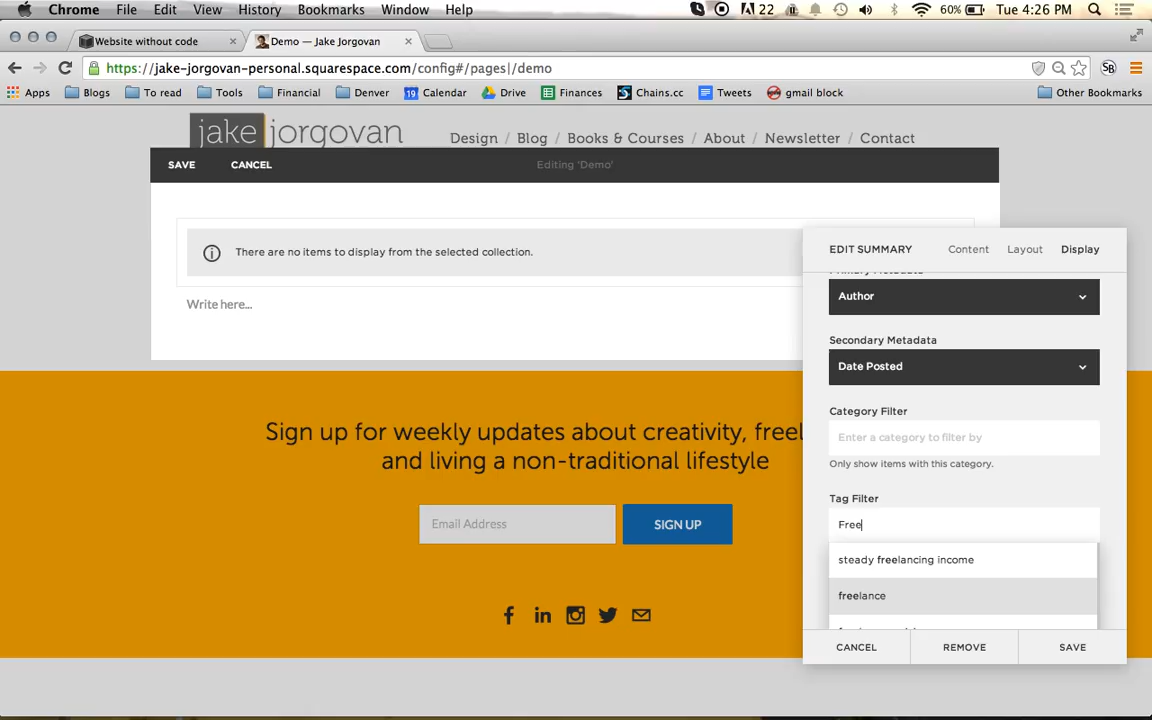 Chrome File Edit View History Bookmarks Window Help 22 60% Tue 4:26 PM
Website without code Demo — Jake Jorgovan
https://jake-jorgovan-personal.squarespace.com/config#/pages|/demo SB
Apps Blogs To read Tools Financial Denver 19 Calendar Drive Finances Chains.cc Tweets gmail block Other Bookmarks
jake jorgovan Design / Blog / Books & Courses / About / Newsletter / Contact
SAVE CANCEL Editing 'Demo'
There are no items to display from the selected collection.
Write here...
EDIT SUMMARY Content Layout Display
Primary Metadata
Author
Secondary Metadata
Date Posted
Category Filter
Enter a category to filter by
Only show items with this category.
Tag Filter
Free
steady freelancing income
freelance
CANCEL REMOVE SAVE
Sign up for weekly updates about creativity, freel
and living a non-traditional lifestyle
Email Address SIGN UP